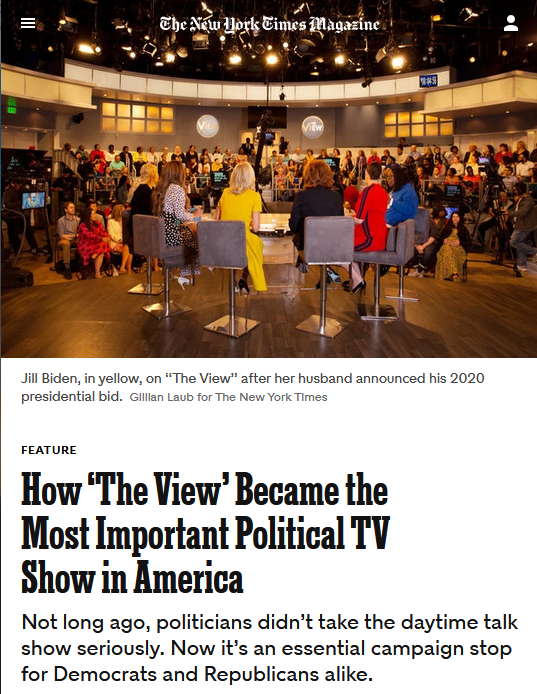 The New York Times Magazine
VIEW
VIEW
Jill Biden, in yellow, on “The View” after her husband announced his 2020
presidential bid. Gillian Laub for The New York Times
FEATURE
How ‘The View’ Became the
Most Important Political TV
Show in America
Not long ago, politicians didn’t take the daytime talk
show seriously. Now it’s an essential campaign stop
for Democrats and Republicans alike.